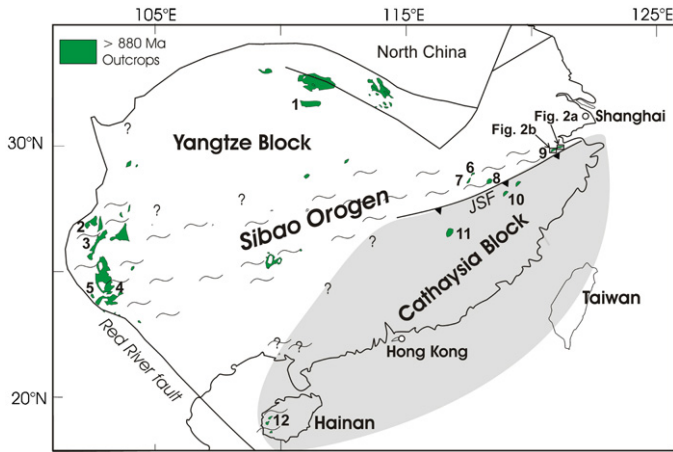 105°E
115°E
125°E
> 880 Ma
Outcrops
North China
1
Fig. 2a
Shanghai
?
Fig. 2b
30°N
Yangtze Block
9
6
7
8
?
JSF
10
2
?
Sibao Orogen
3
?
11
Cathaysia Block
5
4
?
Taiwan
Red River fault
?
?
Hong Kong
20°N
12
Hainan